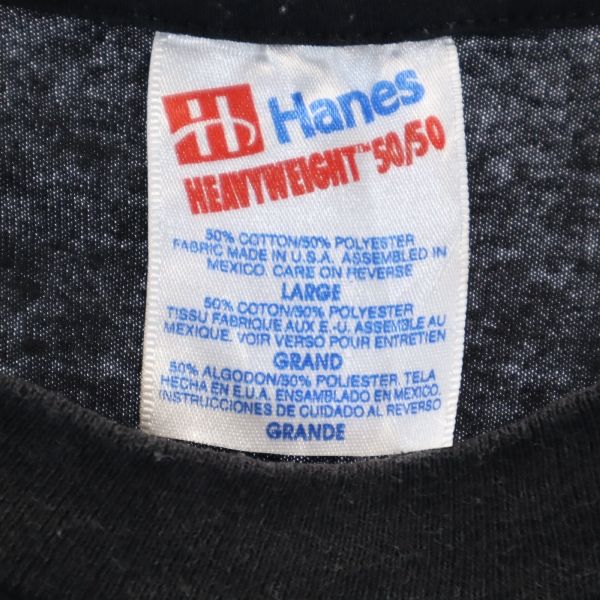 H Hanes
HEAVYWEIGHT™ 50/50
50% COTTON/50% POLYESTER
FABRIC MADE IN U.S.A. ASSEMBLED IN
MEXICO. CARE ON REVERSE
LARGE
50% COTON/50% POLYESTER
TISSU FABRIQUE AUX E.-U. ASSEMBLE AU
MEXIQUE. VOIR VERSO POUR ENTRETIEN
GRAND
50% ALGODON/50% POLIESTER, TELA
HECHA EN E.U.A. ENSAMBLADO EN MEXICO.
INSTRUCCIONES DE CUIDADO AL REVERSO
GRANDE